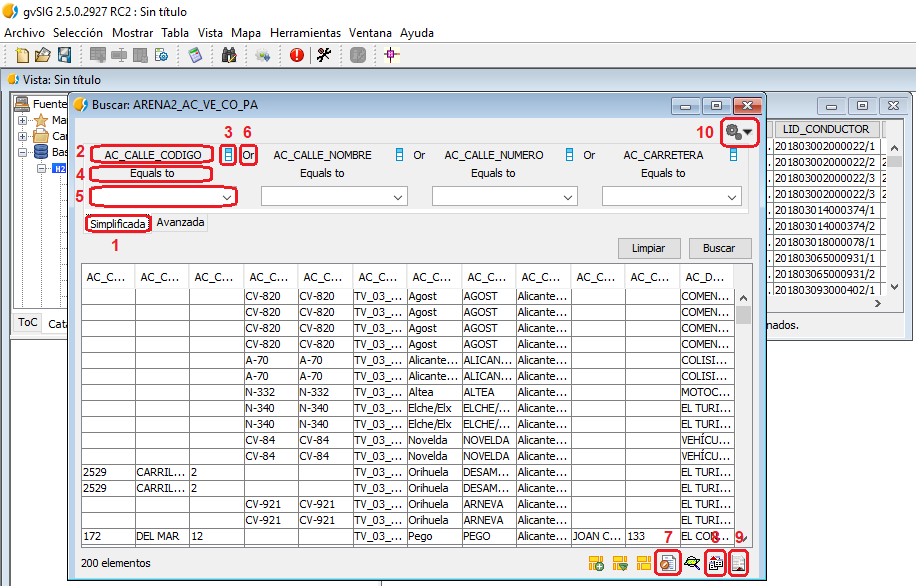 gvSIG 2.5.0.2927 RC2 : Sin título
Archivo Selección Mostrar Tabla Vista Mapa Herramientas Ventana Ayuda
Vista: Sin título
Fuente
Ma
Ca
Bas
H2
ToC Cata
Buscar: ARENA2_AC_VE_CO_PA
3 6 10
2 AC_CALLE_CODIGO Or AC_CALLE_NOMBRE Or AC_CALLE_NUMERO Or AC_CARRETERA
4 Equals to Equals to Equals to Equals to
5
Simplificada Avanzada
1
Limpiar Buscar
AC_C... AC_C... AC_C... AC_C... AC_C... AC_C... AC_C... AC_C... AC_C... AC_C... AC_C... AC_D...
CV-820 CV-820 TV_03_... Agost AGOST Alicante... COMEN...
CV-820 CV-820 TV_03_... Agost AGOST Alicante... COMEN...
CV-820 CV-820 TV_03_... Agost AGOST Alicante... COMEN...
CV-820 CV-820 TV_03_... Agost AGOST Alicante... COMEN...
A-70 A-70 TV_03_... Alicante... ALICAN... Alicante... COLISI...
A-70 A-70 TV_03_... Alicante... ALICAN... Alicante... COLISI...
N-332 N-332 TV_03_... Altea ALTEA Alicante... MOTOC...
N-340 N-340 TV_03_... Elche/Elx ELCHE/... Alicante... EL TURI...
N-340 N-340 TV_03_... Elche/Elx ELCHE/... Alicante... EL TURI...
CV-84 CV-84 TV_03_... Novelda NOVELDA Alicante... VEHÍCU...
CV-84 CV-84 TV_03_... Novelda NOVELDA Alicante... VEHÍCU...
2529 CARRIL... 2 TV_03_... Orihuela DESAM... Alicante... EL TURI...
2529 CARRIL... 2 TV_03_... Orihuela DESAM... Alicante... EL TURI...
CV-921 CV-921 TV_03_... Orihuela ARNEVA Alicante... EL TURI...
CV-921 CV-921 TV_03_... Orihuela ARNEVA Alicante... EL TURI...
172 DEL MAR 12 TV_03_... Pego PEGO Alicante... JOAN C... 133 EL CON...
7 8 9
200 elementos
LID_CONDUCTOR
201803002000022/1
201803002000022/2
201803002000022/3 2
201803002000022/3 2
201803014000374/1
201803014000374/2
201803018000078/1
201803065000931/1
201803065000931/2
201803093000402/1
nados.